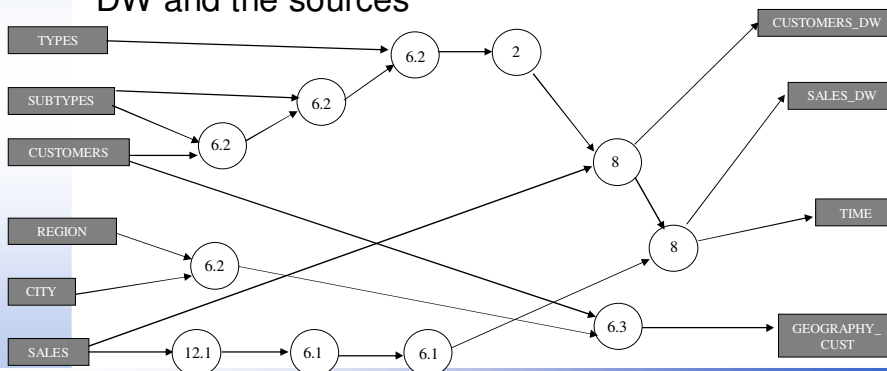 DW and the sources
TYPES
SUBTYPES
CUSTOMERS
REGION
CITY
SALES
6.2
6.2
6.2
2
8
8
6.2
6.3
12.1
6.1
6.1
CUSTOMERS_DW
SALES_DW
TIME
GEOGRAPHY_
CUST